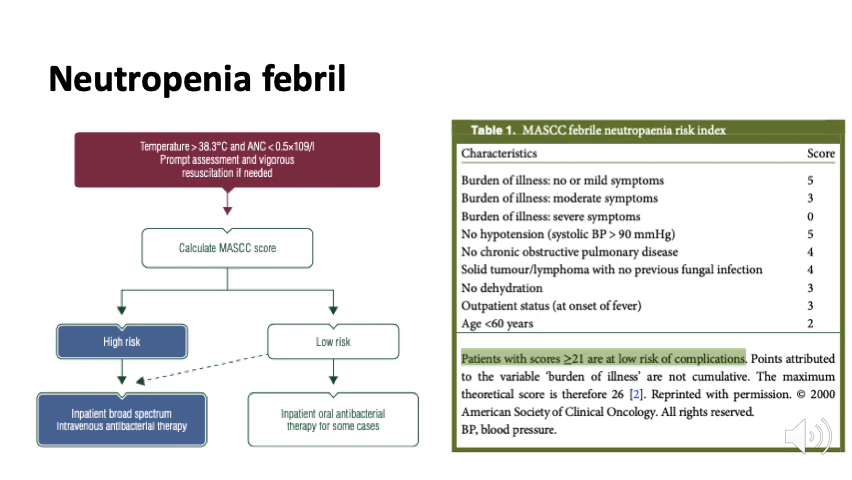 Neutropenia febril
Temperature > 38.3°C and ANC < 0.5×109/l
Prompt assessment and vigorous
resuscitation if needed
Calculate MASCC score
High risk
Low risk
Inpatient broad spectrum
Intravenous antibacterial therapy
Inpatient oral antibacterial
therapy for some cases
Table 1. MASCC febrile neutropaenia risk index
Characteristics Score
Burden of illness: no or mild symptoms 5
Burden of illness: moderate symptoms 3
Burden of illness: severe symptoms 0
No hypotension (systolic BP > 90 mmHg) 5
No chronic obstructive pulmonary disease 4
Solid tumour/lymphoma with no previous fungal infection 4
No dehydration 3
Outpatient status (at onset of fever) 3
Age <60 years 2
Patients with scores ≥21 are at low risk of complications. Points attributed
to the variable ‘burden of illness’ are not cumulative. The maximum
theoretical score is therefore 26 [2]. Reprinted with permission. © 2000
American Society of Clinical Oncology. All rights reserved.
BP, blood pressure.